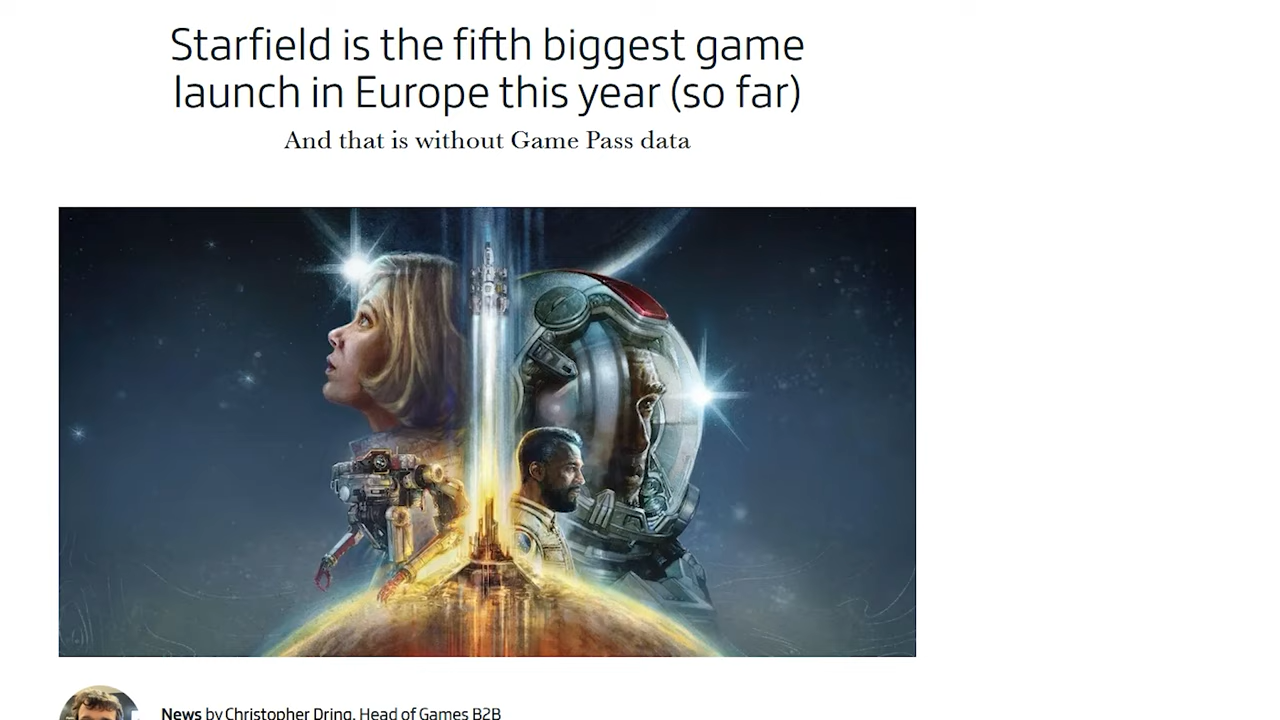 Starfield is the fifth biggest game
launch in Europe this year (so far)
And that is without Game Pass data
News by Christopher Dring, Head of Games B2B